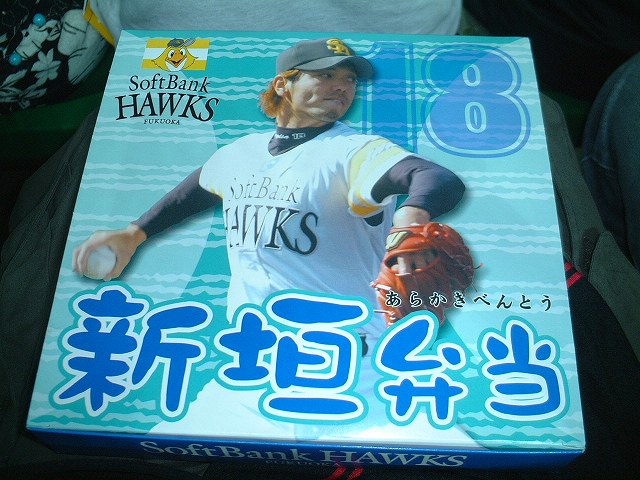 SoftBank
HAWKS
FUKUOKA
18
SoftBank
HAWKS
あらかきべんとう
新垣弁当
SoftBank HAWKS
FUKUOKA